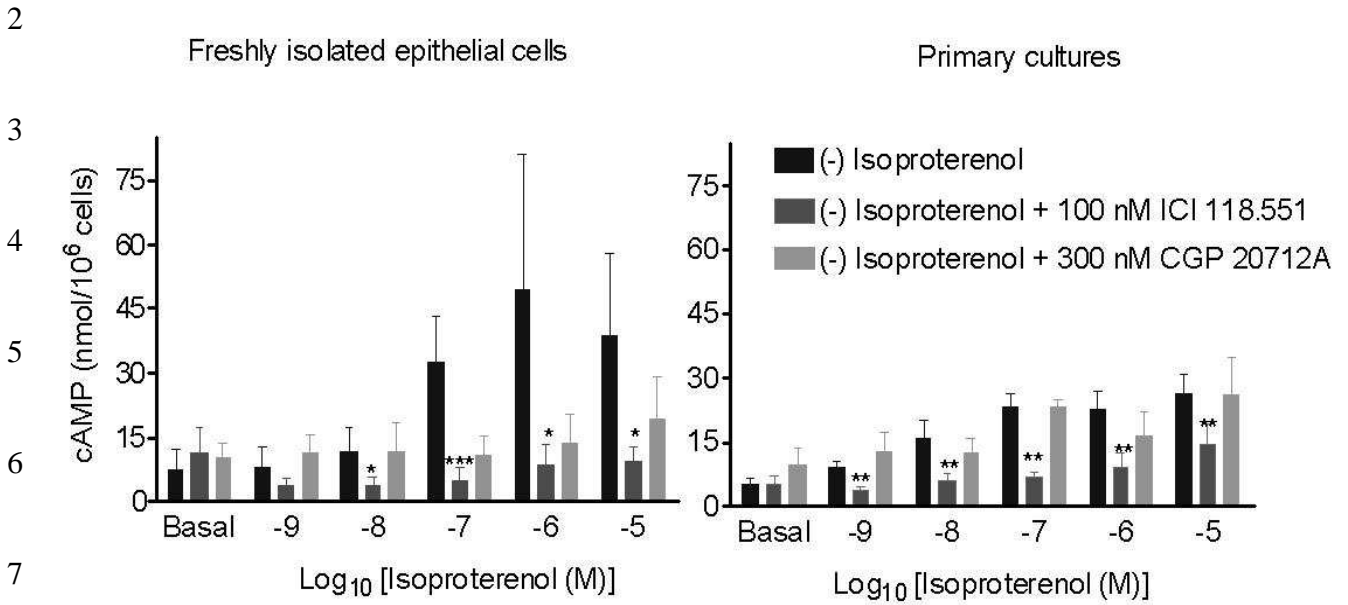 2
Freshly isolated epithelial cells
Primary cultures
3
4
5
6
7
cAMP (nmol/10⁶ cells)
75
60
45
30
15
0
*
***
*
*
Basal -9 -8 -7 -6 -5
Log₁₀ [Isoproterenol (M)]
(-) Isoproterenol
(-) Isoproterenol + 100 nM ICI 118.551
(-) Isoproterenol + 300 nM CGP 20712A
75
60
45
30
15
0
**
**
**
**
**
Basal -9 -8 -7 -6 -5
Log₁₀ [Isoproterenol (M)]